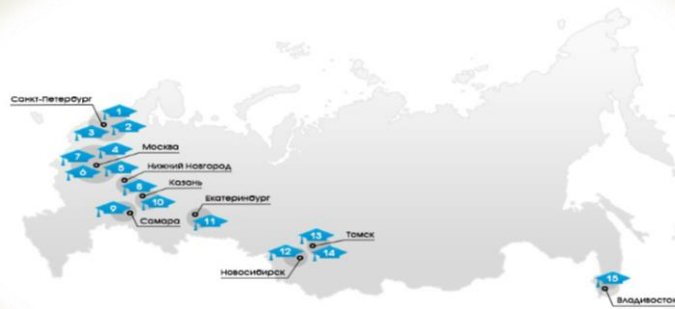 Санкт-Петербург
1
3
2
7
4
Москва
6
5
Нижний Новгород
8
Казань
9
10
Самара
Екатеринбург
11
13
Томск
12
14
Новосибирск
15
Владивосток